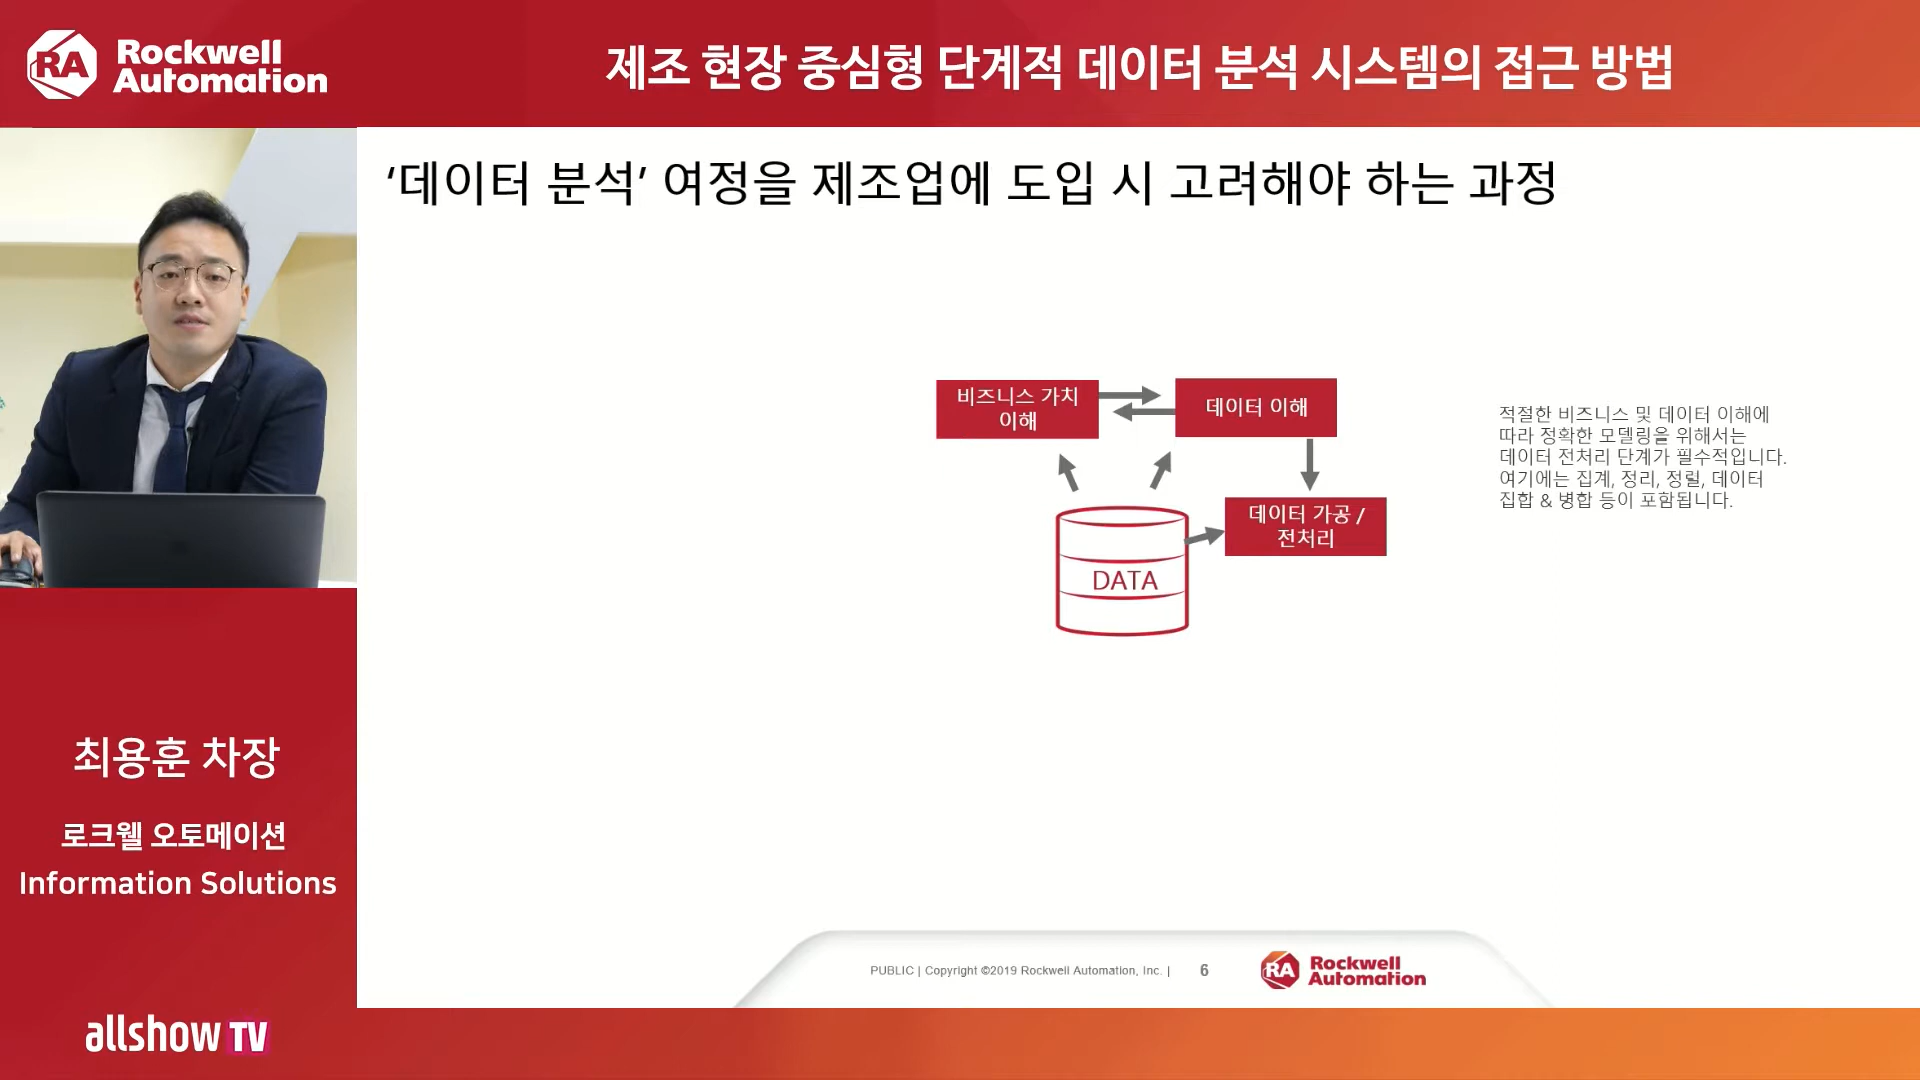 RA
Rockwell
Automation
제조 현장 중심형 단계적 데이터 분석 시스템의 접근 방법
‘데이터 분석’ 여정을 제조업에 도입 시 고려해야 하는 과정
비즈니스 가치
이해
데이터 이해
데이터 가공 /
전처리
DATA
적절한 비즈니스 및 데이터 이해에
따라 정확한 모델링을 위해서는
데이터 전처리 단계가 필수적입니다.
여기에는 집계, 정리, 정렬, 데이터
집합 & 병합 등이 포함됩니다.
최용훈 차장
로크웰 오토메이션
Information Solutions
allshow TV
PUBLIC | Copyright ©2019 Rockwell Automation, Inc. |
6
RA
Rockwell
Automation